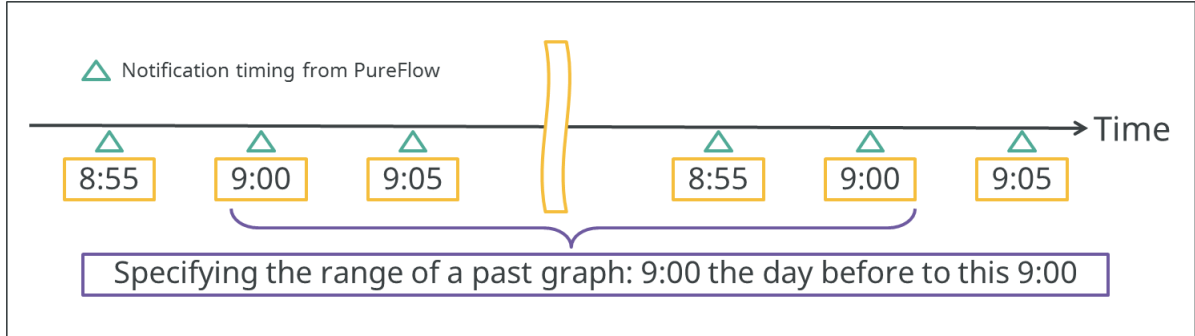 Notification timing from PureFlow
Time
8:55
9:00
9:05
8:55
9:00
9:05
Specifying the range of a past graph: 9:00 the day before to this 9:00